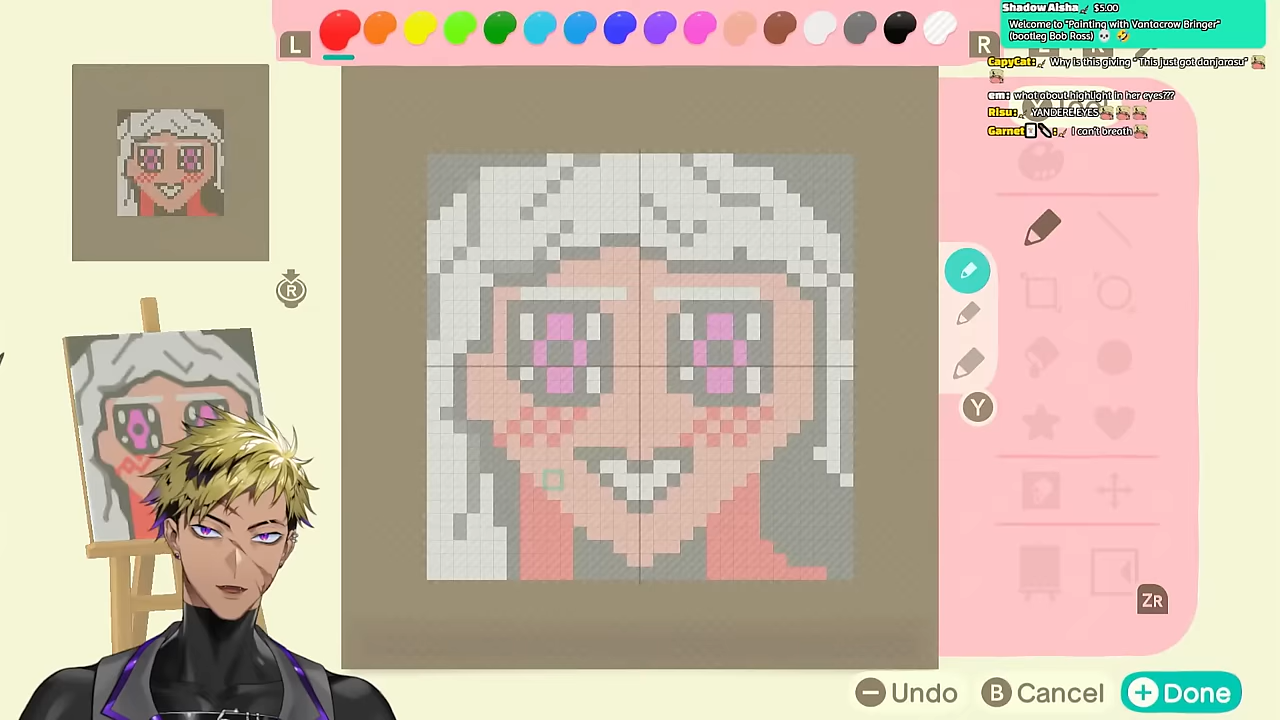 L
R
Shadow Aisha $5.00
Welcome to "Painting with Vantacrow Bringer"
(bootleg Bob Ross)
CapyCat: Why is this giving "This just got danjarasu"
em: what about highlight in her eyes???
Risu: YANDERE EYES
Garnet : I can't breath
R
Y
ZR
Undo
B Cancel
Done